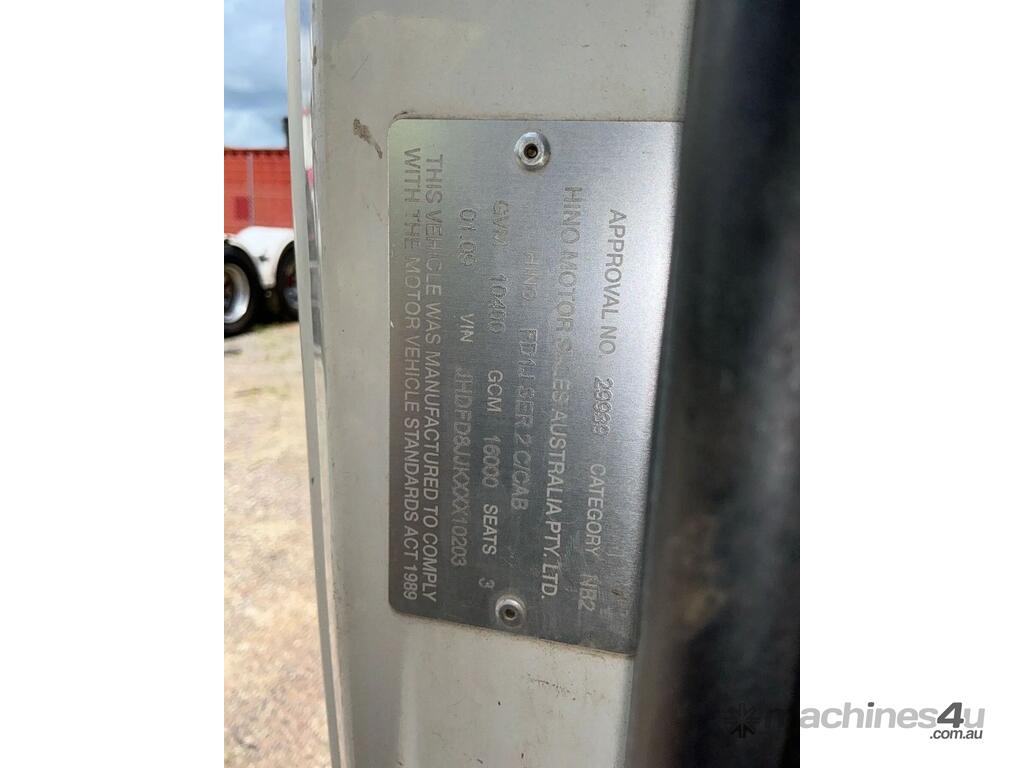 APPROVAL NO. 29939 CATEGORY NB2
HINO MOTOR SALES AUSTRALIA PTY. LTD.
HINO. FD1J SER 2 C/CAB
GVM 10400 GCM 16000 SEATS 3
01.09 VIN JHDFD8JJKXXX10203
THIS VEHICLE WAS MANUFACTURED TO COMPLY
WITH THE MOTOR VEHICLE STANDARDS ACT 1989
machines4u
.com.au